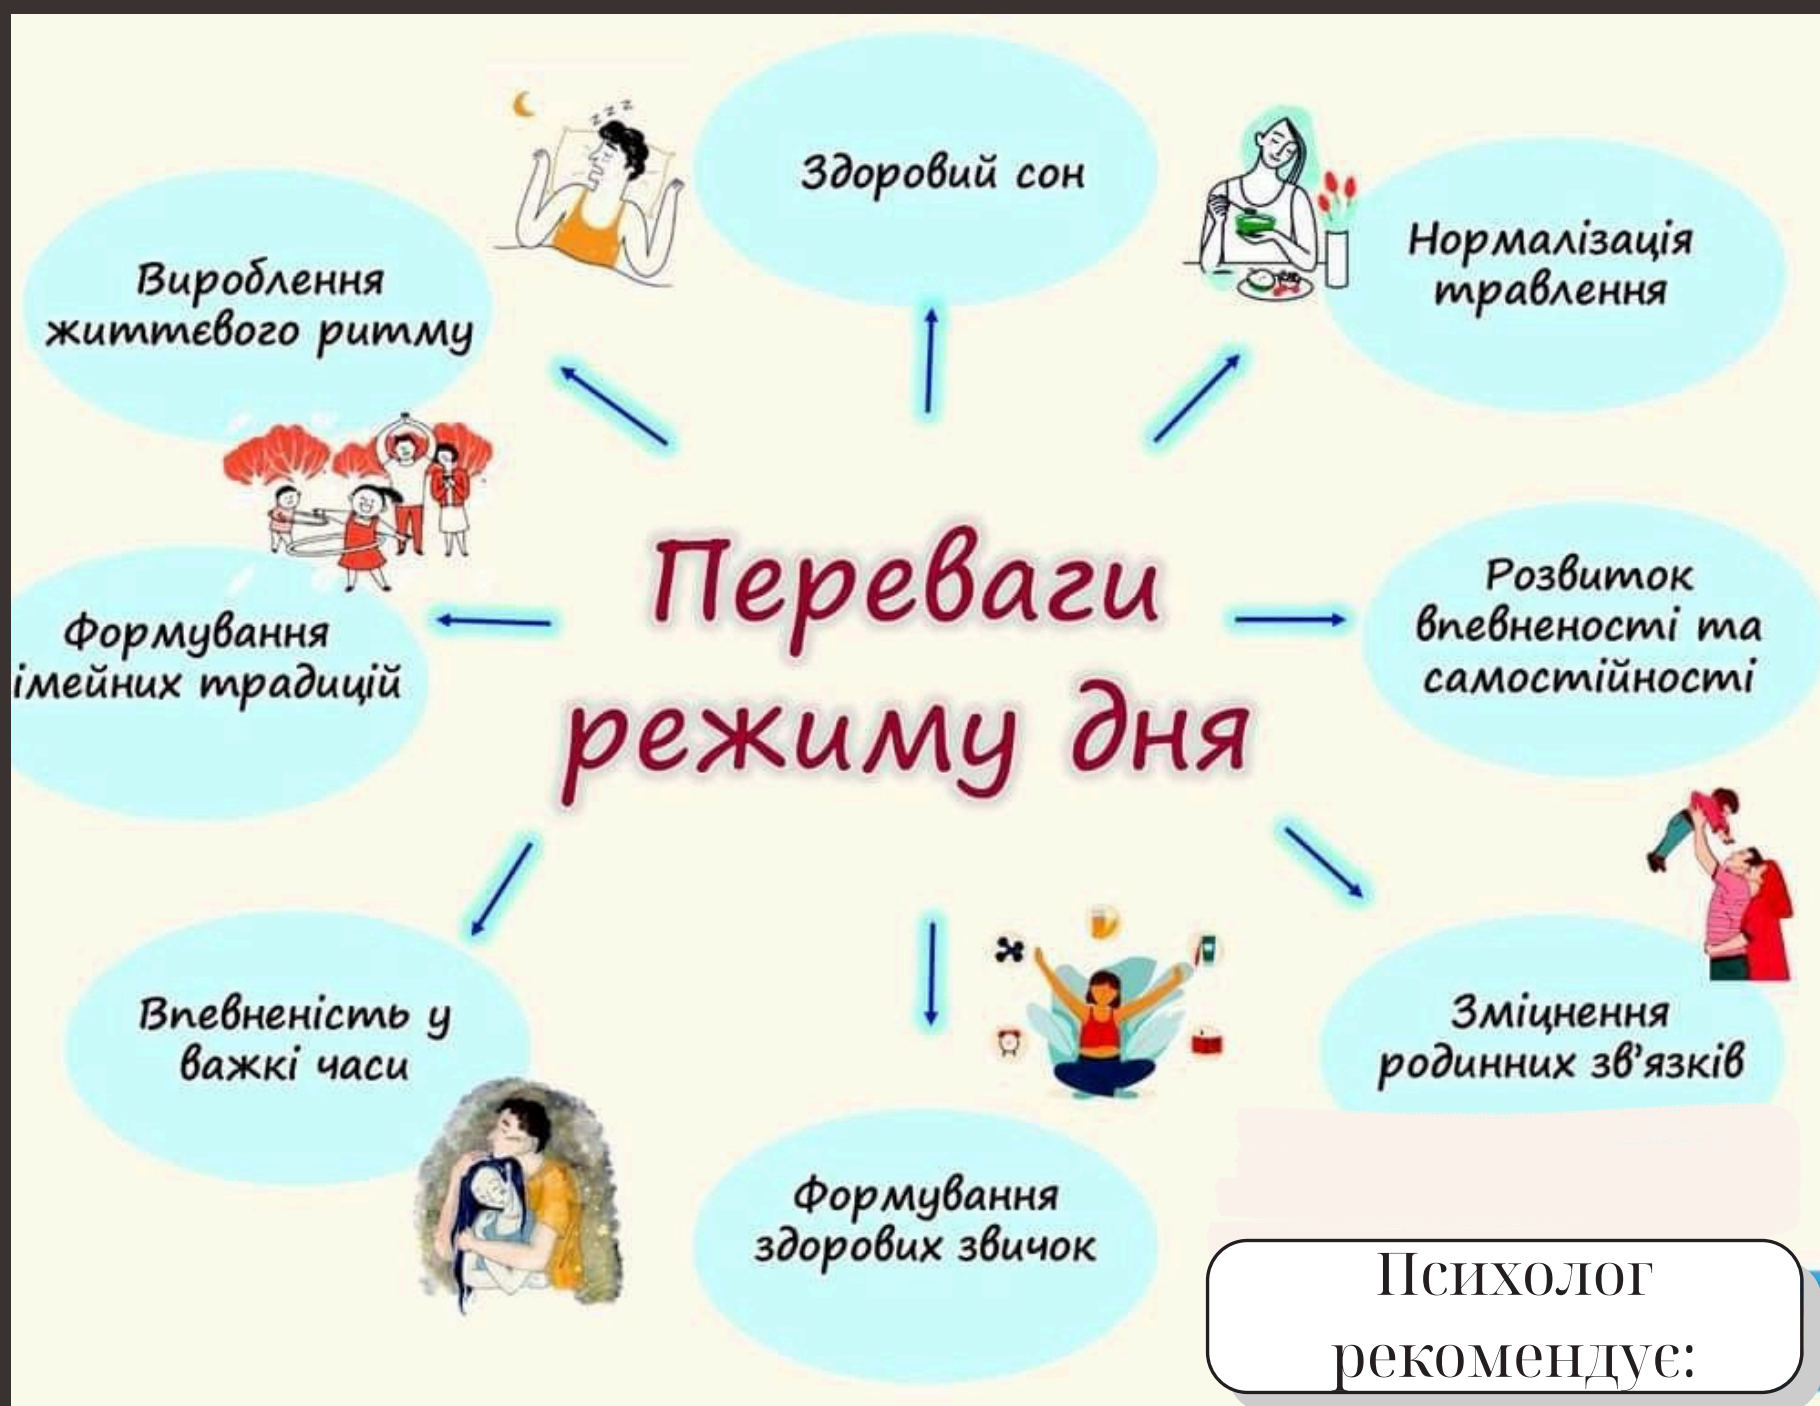 Здоровий сон
Нормалізація
травлення
Вироблення
життєвого ритму
Переваги
режиму дня
Розвиток
впевненості та
самостійності
Формування
імейних традицій
Зміцнення
родинних зв'язків
Впевненість у
важкі часи
Формування
здорових звичок
Психолог
рекомендує:
zzz